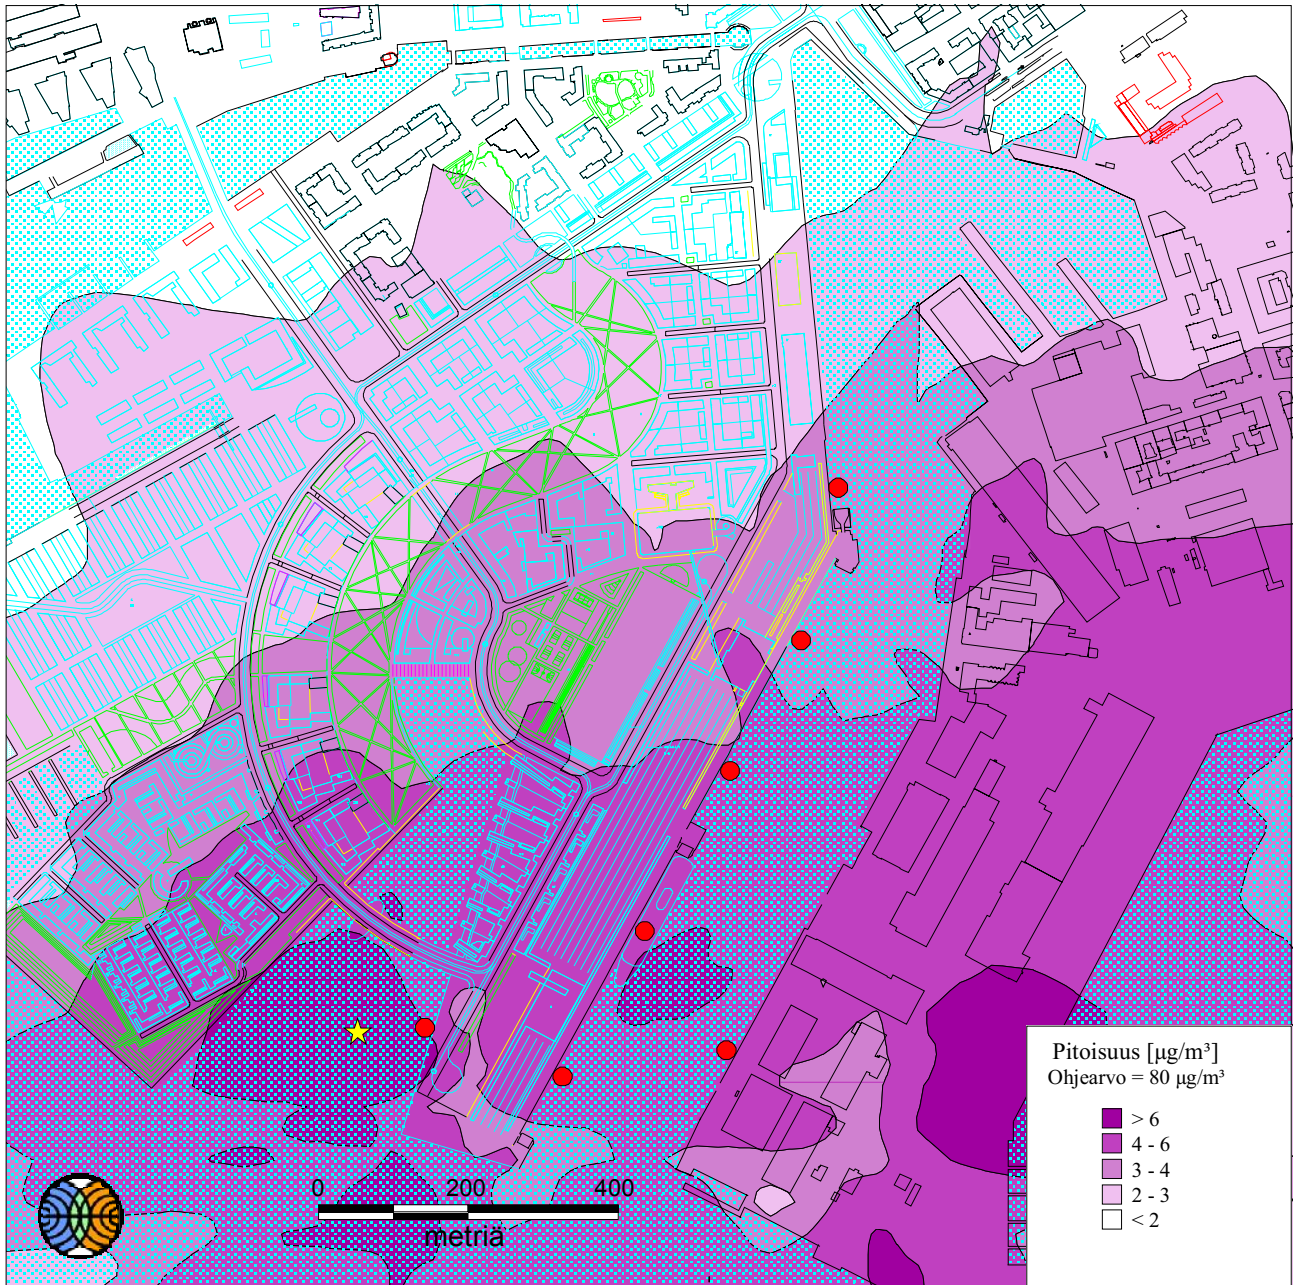 Pitoisuus [µg/m³]
Ohjearvo = 80 µg/m³
> 6
4 - 6
3 - 4
2 - 3
< 2
0 200 400
metriä